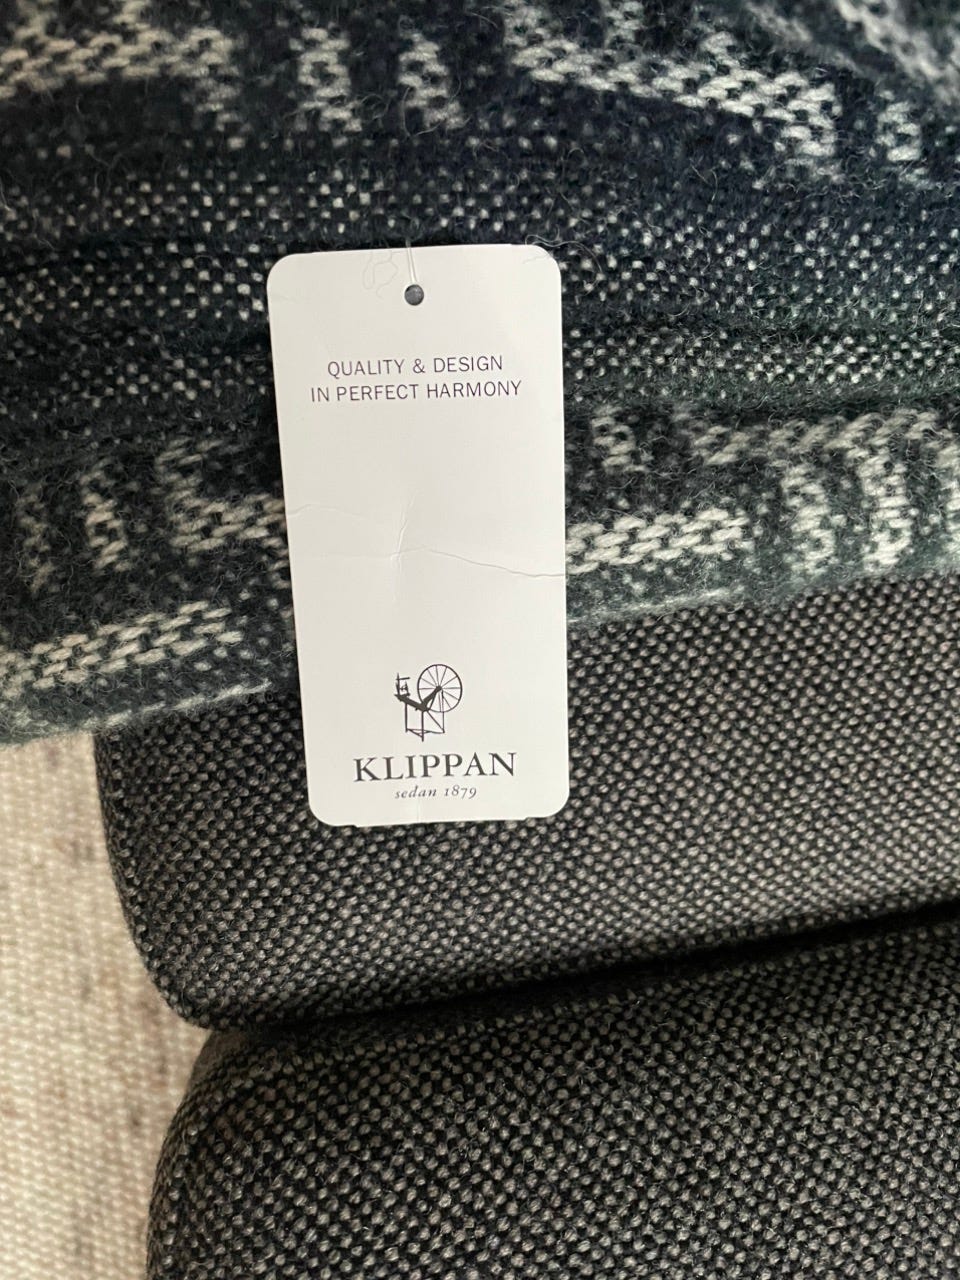 QUALITY & DESIGN
IN PERFECT HARMONY
KLIPPAN
sedan 1879